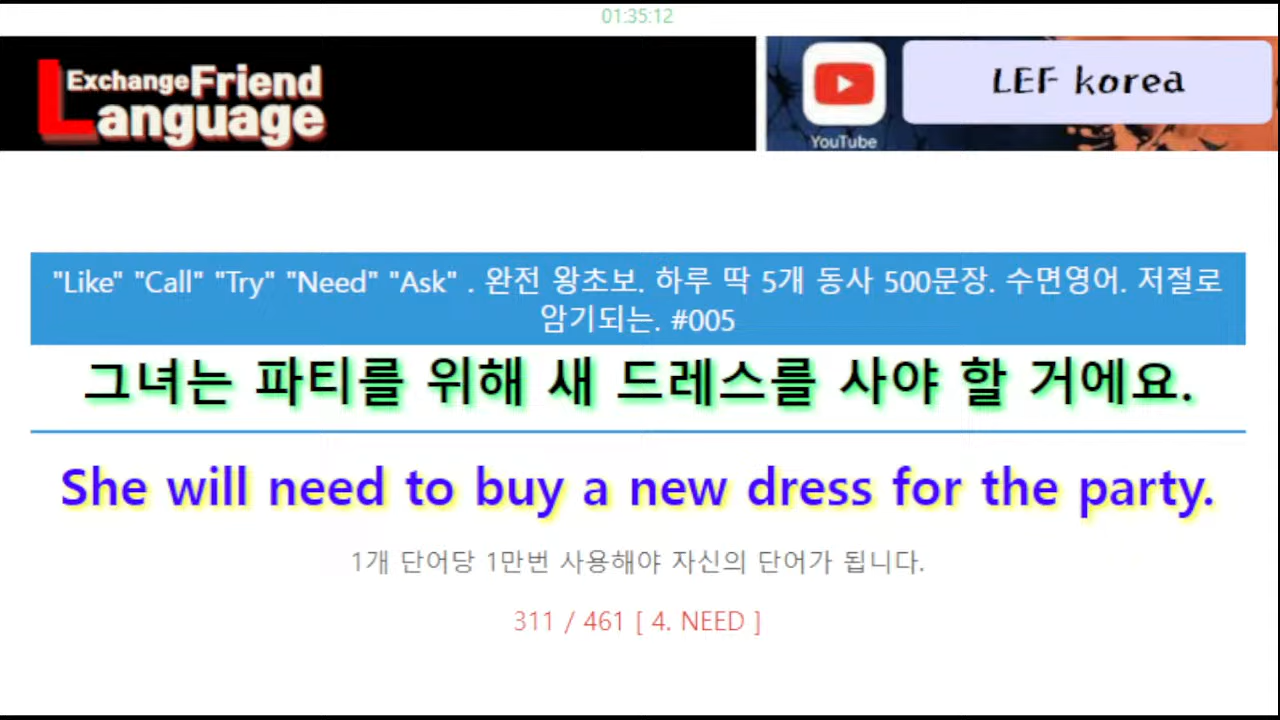 01:35:12
ExchangeFriend
Language
LEF korea
YouTube
"Like" "Call" "Try" "Need" "Ask" . 완전 왕초보. 하루 딱 5개 동사 500문장. 수면영어. 저절로
암기되는. #005
그녀는 파티를 위해 새 드레스를 사야 할 거에요.
She will need to buy a new dress for the party.
1개 단어당 1만번 사용해야 자신의 단어가 됩니다.
311 / 461 [ 4. NEED ]